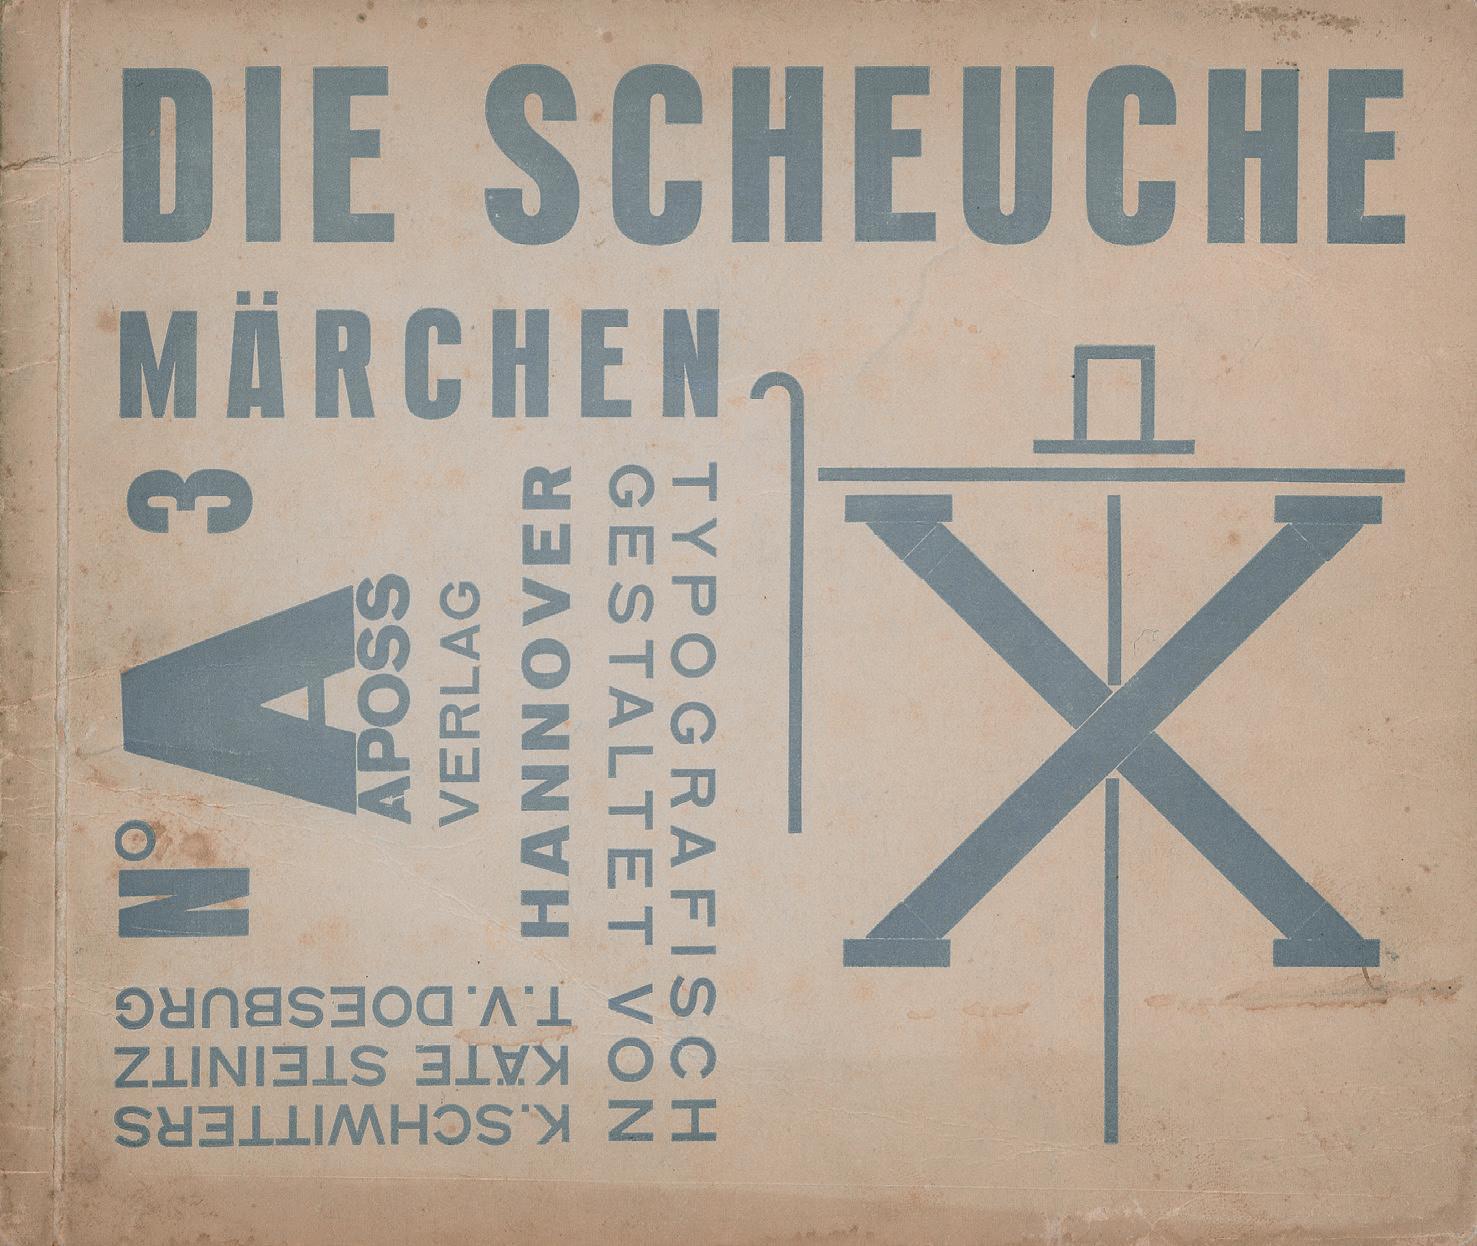 DIE SCHEUCHE
MÄRCHEN
Nº 3
A
APOSS
VERLAG
HANNOVER
TYPOGRAFISCH
GESTALTET VON
K. SCHWITTERS
KÄTE STEINITZ
T. V. DOESBURG